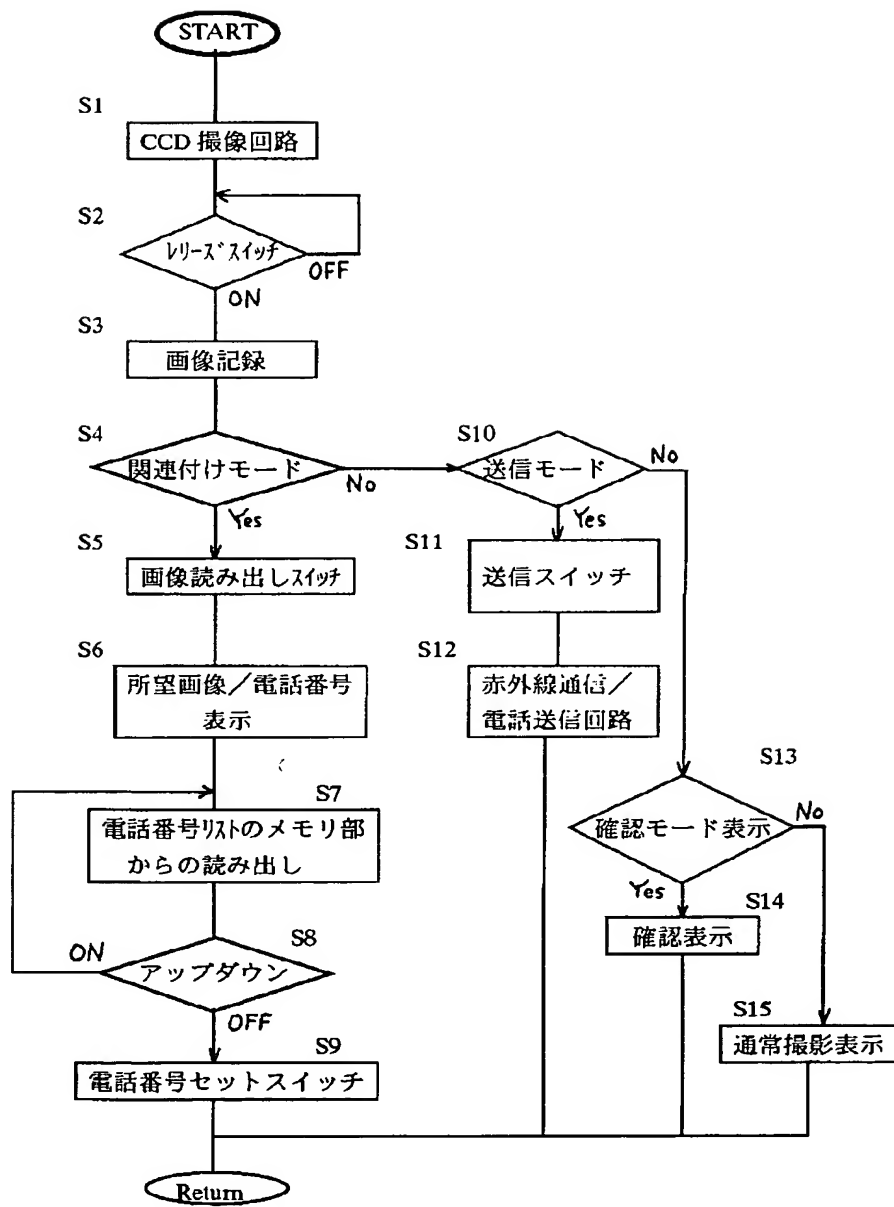 START
S1
CCD 撮像回路
S2
レリーズスイッチ
OFF
ON
S3
画像記録
S4
関連付けモード
No
Yes
S5
画像読み出しスイッチ
S6
所望画像／電話番号
表示
S7
電話番号リストのメモリ部
からの読み出し
S8
アップダウン
ON
OFF
S9
電話番号セットスイッチ
S10
送信モード
No
Yes
S11
送信スイッチ
S12
赤外線通信／
電話送信回路
S13
確認モード表示
No
Yes
S14
確認表示
S15
通常撮影表示
Return